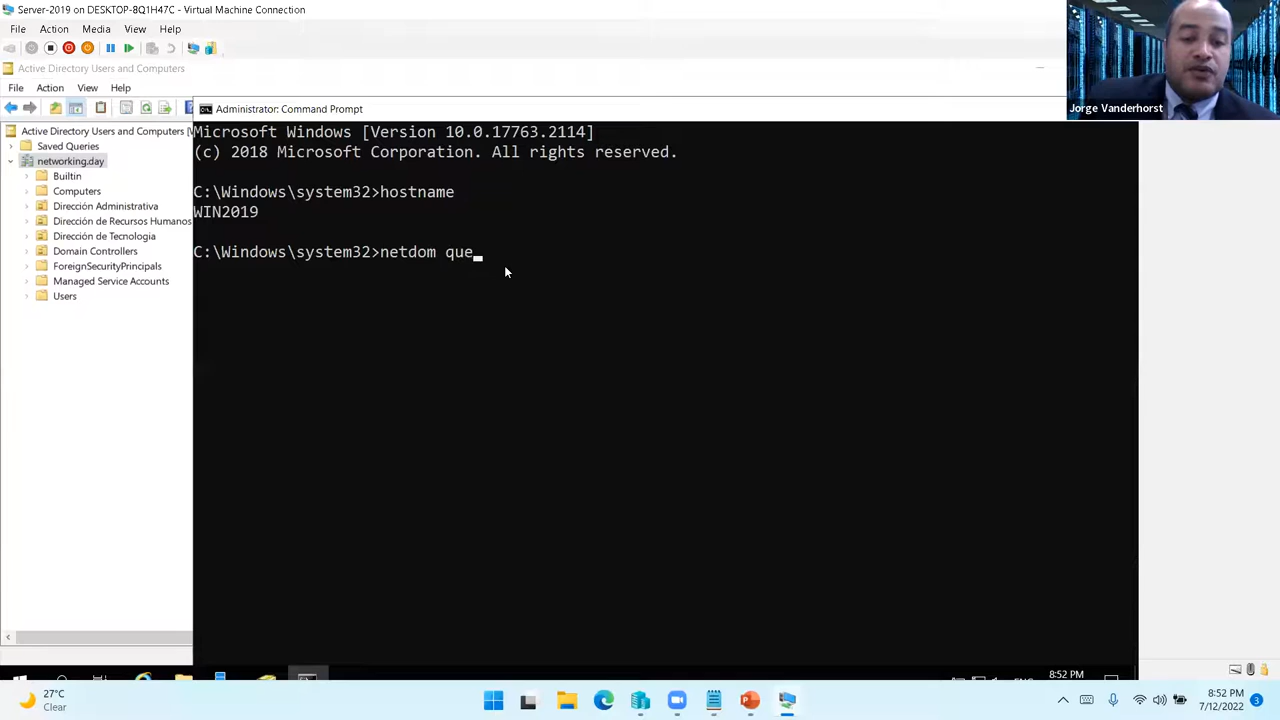 Server-2019 on DESKTOP-8Q1H47C - Virtual Machine Connection
File Action Media View Help
Active Directory Users and Computers
File Action View Help
Jorge Vanderhorst
Administrator: Command Prompt
Active Directory Users and Computers [
Saved Queries
networking.day
Builtin
Computers
Dirección Administrativa
Dirección de Recursos Humanos
Dirección de Tecnologia
Domain Controllers
ForeignSecurityPrincipals
Managed Service Accounts
Users
Microsoft Windows [Version 10.0.17763.2114]
(c) 2018 Microsoft Corporation. All rights reserved.
C:\Windows\system32>hostname
WIN2019
C:\Windows\system32>netdom que
8:52 PM
27°C
Clear
8:52 PM
7/12/2022
3